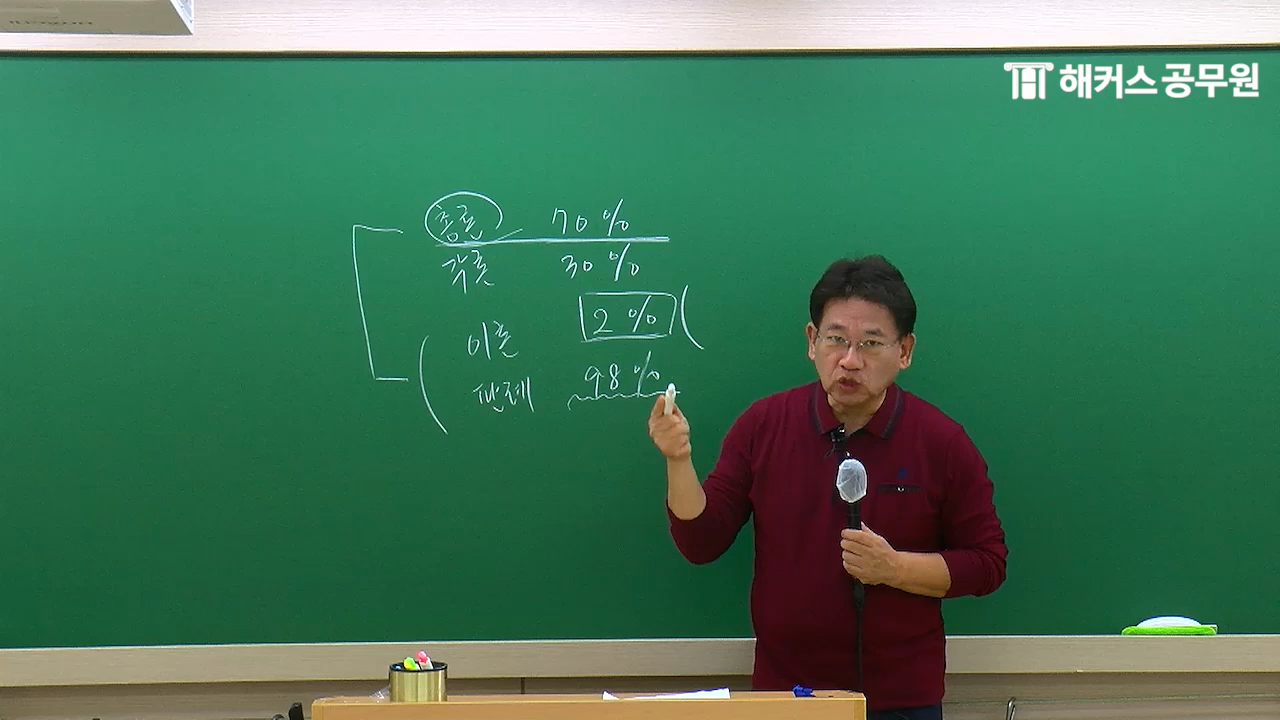 해커스공무원
총론 70%
각론 30%
이론 2%
판례 98%